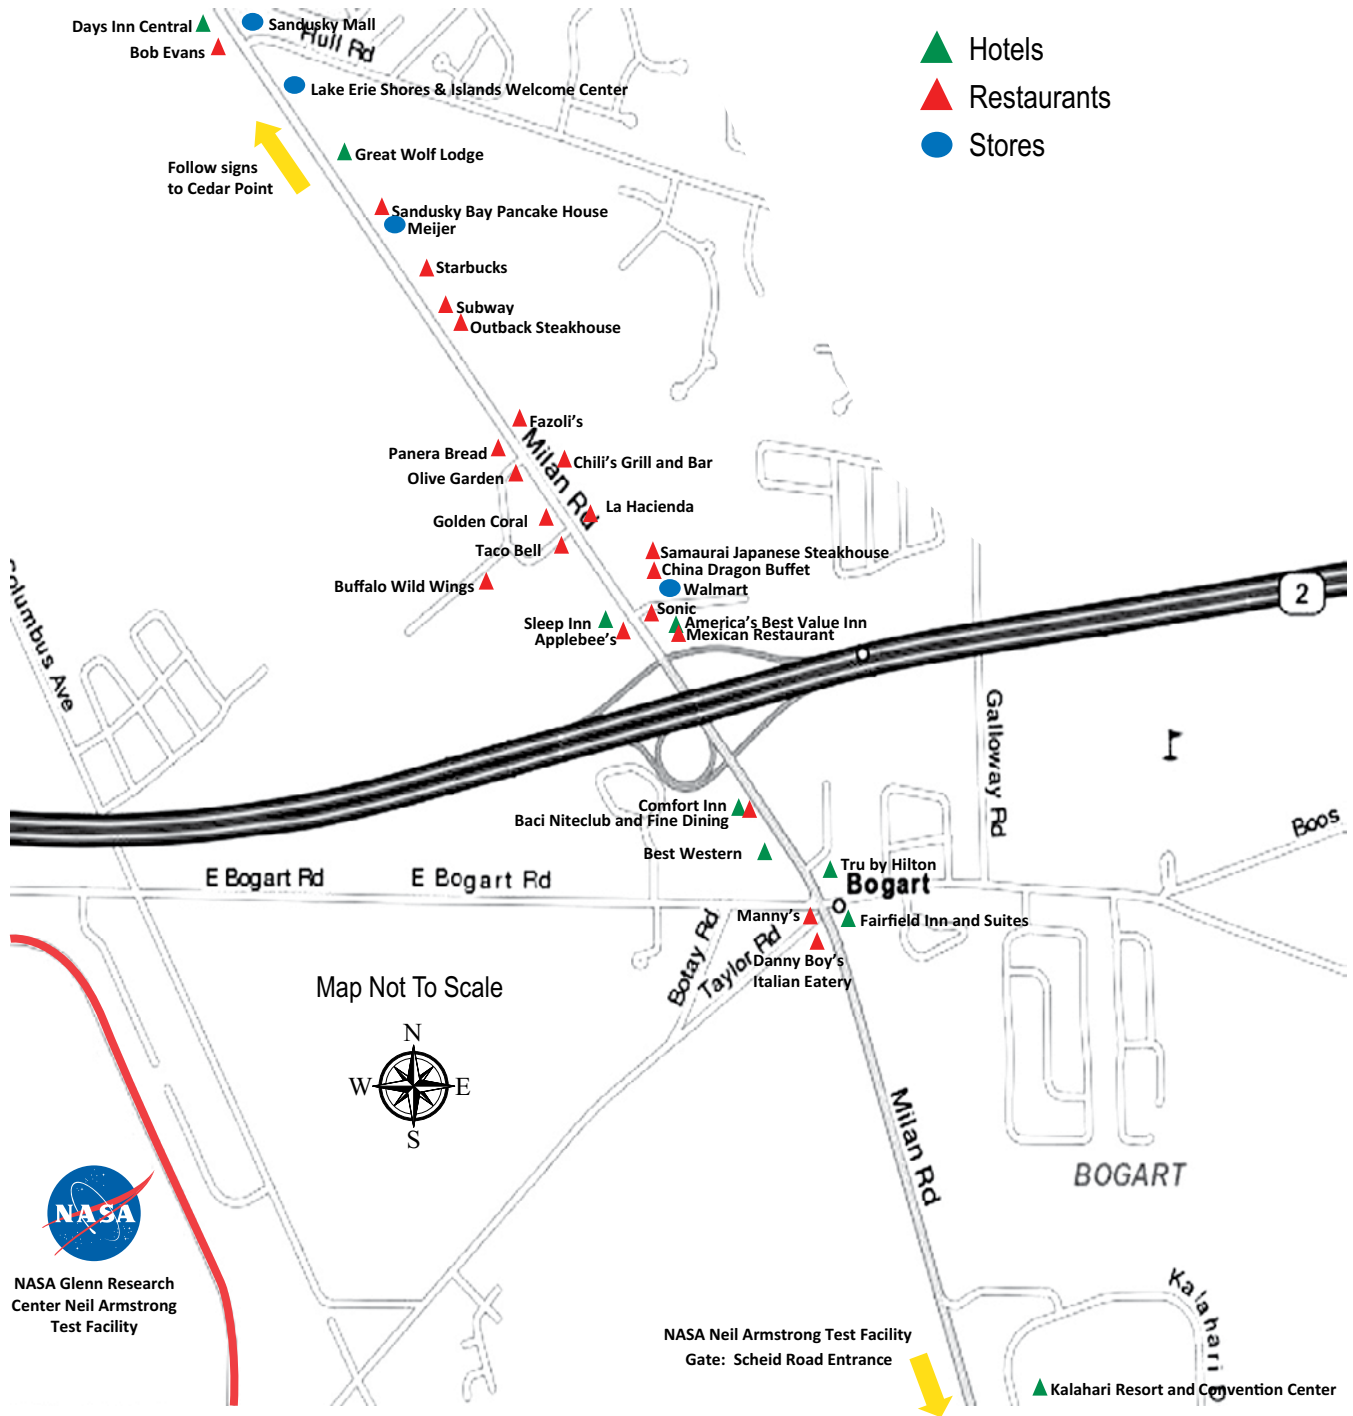 Days Inn Central
Sandusky Mall
Bob Evans
Hull Rd
Hotels
Restaurants
Stores
Lake Erie Shores & Islands Welcome Center
Great Wolf Lodge
Follow signs
to Cedar Point
Sandusky Bay Pancake House
Meijer
Starbucks
Subway
Outback Steakhouse
Fazoli's
Milan Rd
Panera Bread
Chili's Grill and Bar
Olive Garden
La Hacienda
Golden Coral
Taco Bell
Samaurai Japanese Steakhouse
China Dragon Buffet
Buffalo Wild Wings
Walmart
Sonic
Sleep Inn
America's Best Value Inn
Applebee's
Mexican Restaurant
2
Columbus Ave
Galloway Rd
Comfort Inn
Baci Niteclub and Fine Dining
Boos
Best Western
Tru by Hilton
E Bogart Rd
E Bogart Rd
Bogart
Manny's
Fairfield Inn and Suites
Botay Rd
Taylor Rd
Danny Boy's
Italian Eatery
Map Not To Scale
N
W E
S
Milan Rd
BOGART
NASA
NASA Glenn Research
Center Neil Armstrong
Test Facility
Kalahari D
NASA Neil Armstrong Test Facility
Gate: Scheid Road Entrance
Kalahari Resort and Convention Center